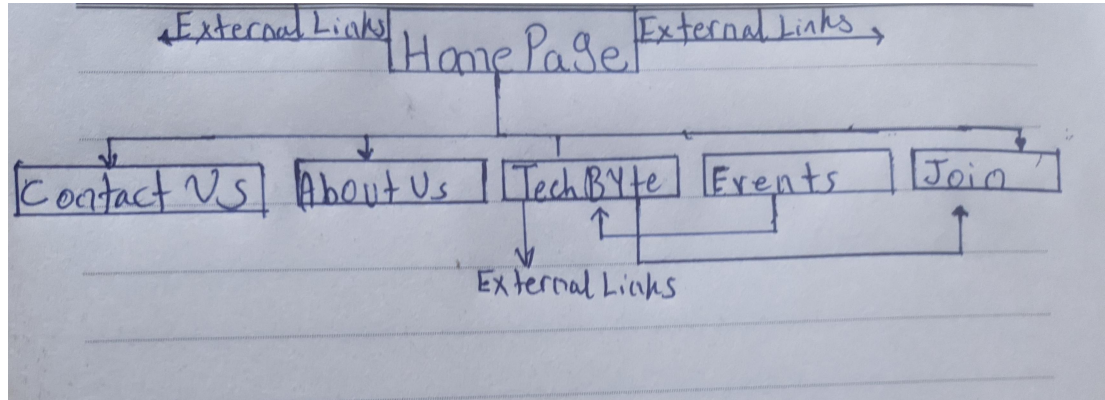 External Links
Home Page
External Links
Contact Us
About Us
TechBYte
Events
Join
External Links